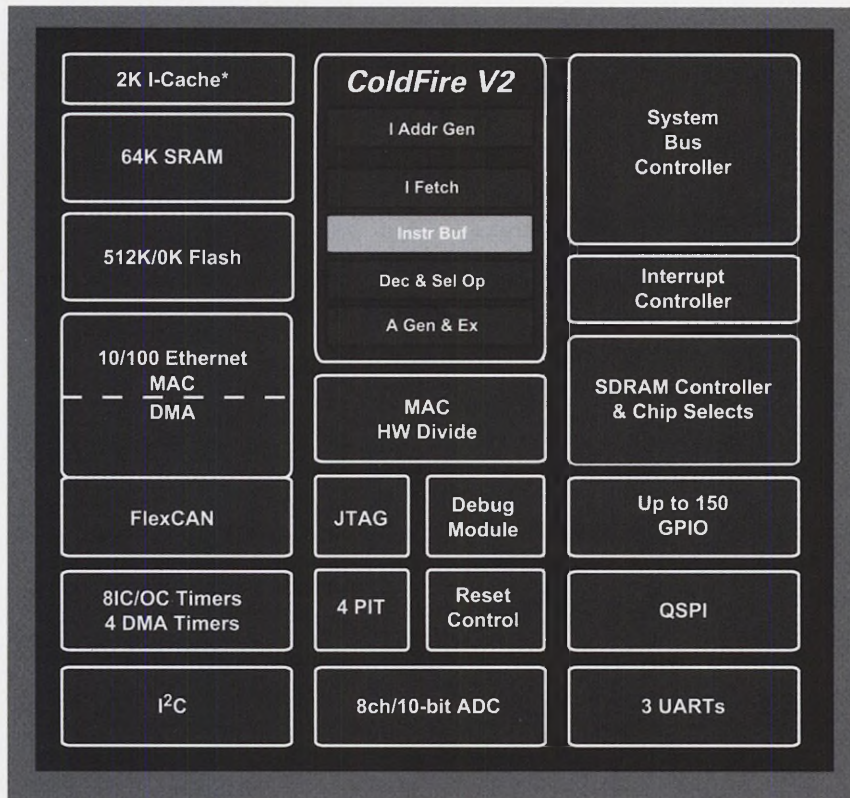 2K I-Cache*
64K SRAM
512K/0K Flash
10/100 Ethernet
MAC
DMA
FlexCAN
8IC/OC Timers
4 DMA Timers
I²C
ColdFire V2
I Addr Gen
I Fetch
Instr Buf
Dec & Sel Op
A Gen & Ex
MAC
HW Divide
JTAG
Debug
Module
4 PIT
Reset
Control
8ch/10-bit ADC
System
Bus
Controller
Interrupt
Controller
SDRAM Controller
& Chip Selects
Up to 150
GPIO
QSPI
3 UARTs